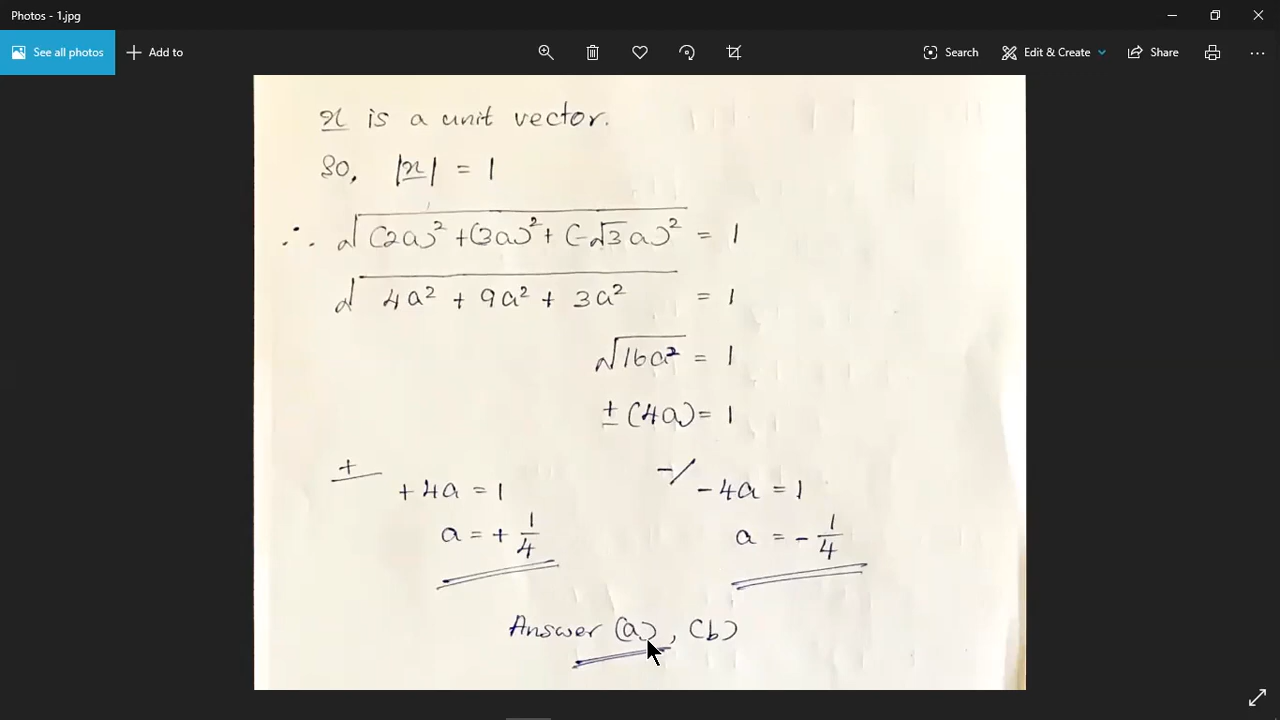 Photos - 1.jpg
See all photos
Add to
Search
Edit & Create
Share
x is a unit vector.
So, |x| = 1
∴ √((2a)² + (3a)² + (-√3a)²) = 1
√(4a² + 9a² + 3a²) = 1
√(16a²) = 1
± (4a) = 1
+ -/
+ 4a = 1 - 4a = 1
a = + 1/4 a = - 1/4
Answer (a), (b)